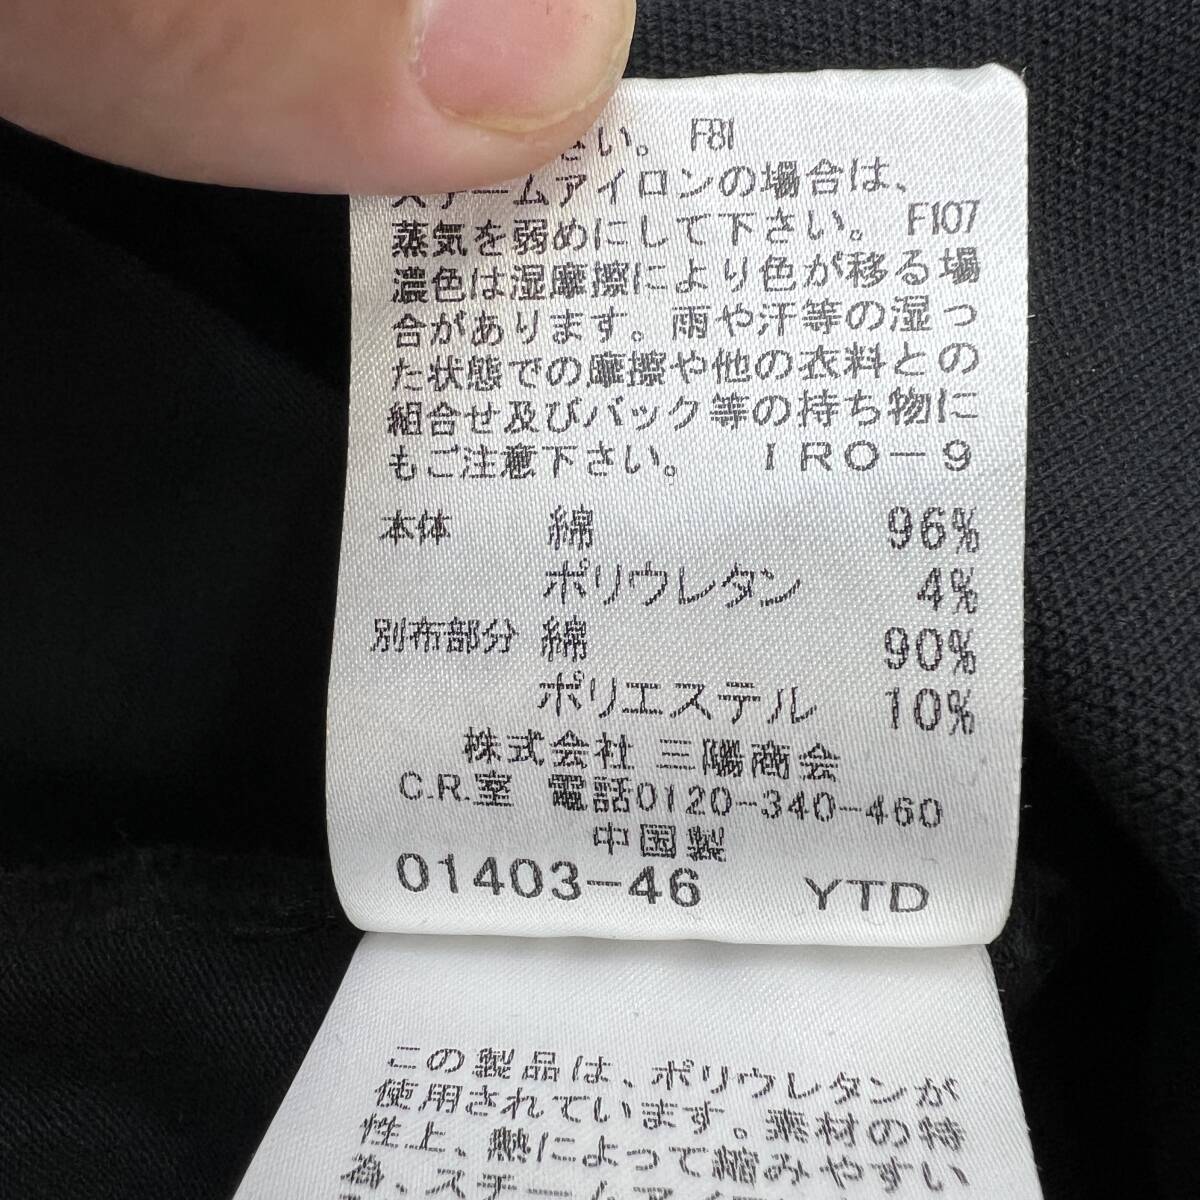 さい。 F81
スチームアイロンの場合は、
蒸気を弱めにして下さい。 F107
濃色は湿摩擦により色が移る場
合があります。雨や汗等の湿っ
た状態での摩擦や他の衣料との
組合せ及びバック等の持ち物に
もご注意下さい。 IRO-9
本体 綿 96%
ポリウレタン 4%
別布部分 綿 90%
ポリエステル 10%
株式会社 三陽商会
C.R.室 電話0120-340-460
中国製
01403-46 YTD
この製品は、ポリウレタンが
使用されています。素材の特
性上、熱によって縮みやすい
為、スチームアイ